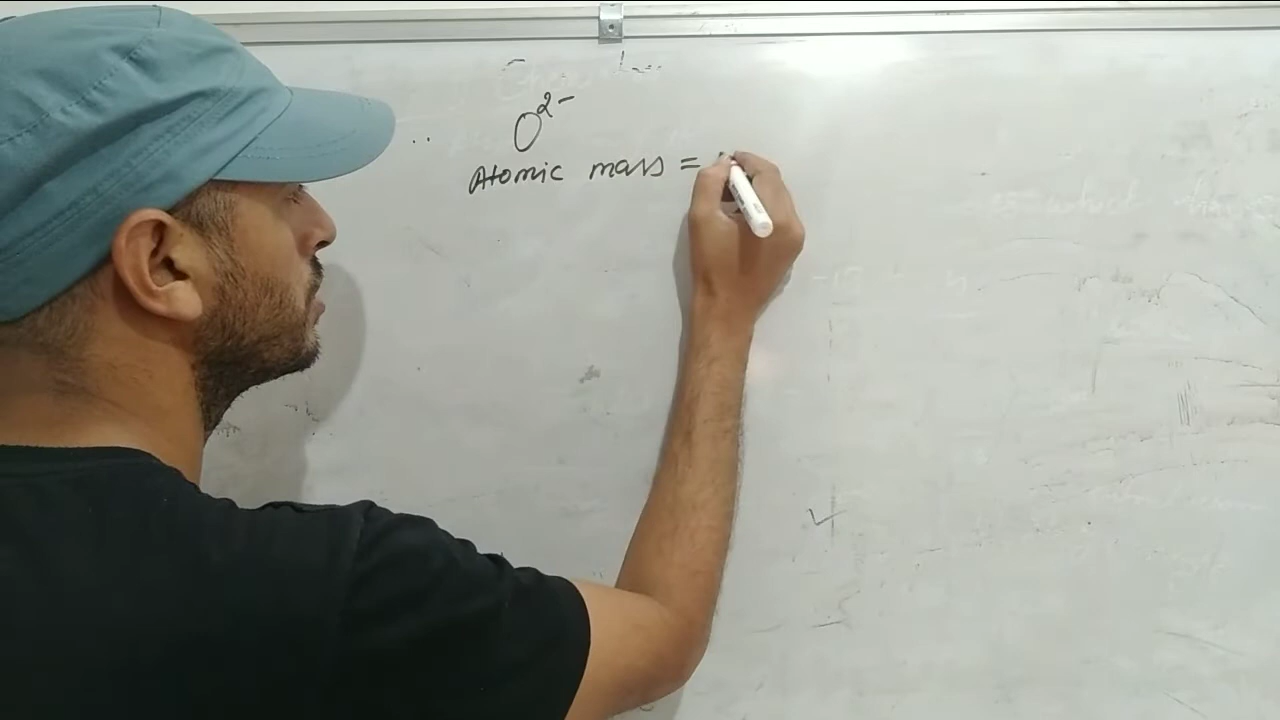 O²⁻
Atomic mass =